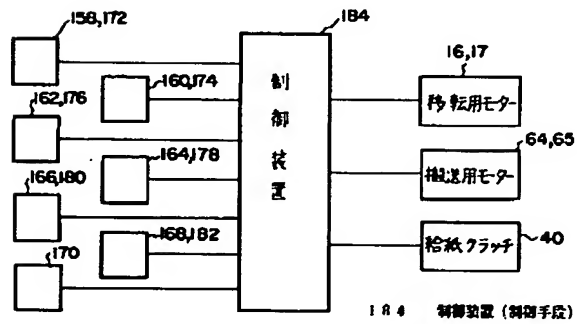 158,172
184
160,174
16,17
162,176
制御装置
移転用モーター
164,178
64,65
166,180
搬送用モーター
168,182
170
給紙クラッチ
40
184 制御装置(制御手段)